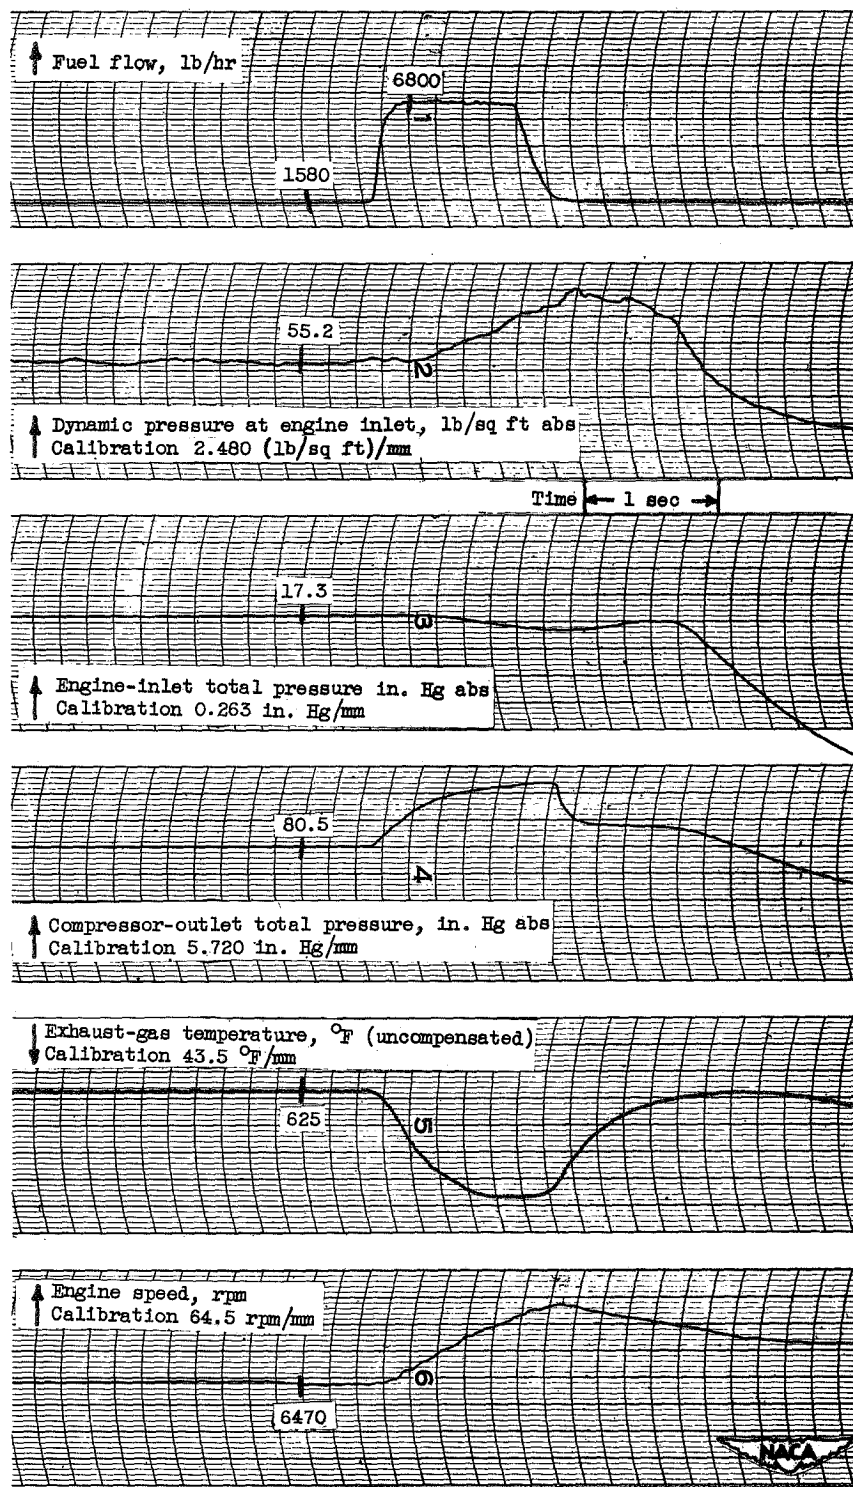 Fuel flow, lb/hr
6800
1
1580
55.2
2
Dynamic pressure at engine inlet, lb/sq ft abs
Calibration 2.480 (lb/sq ft)/mm
Time 1 sec
17.3
3
Engine-inlet total pressure in. Hg abs
Calibration 0.263 in. Hg/mm
80.5
4
Compressor-outlet total pressure, in. Hg abs
Calibration 5.720 in. Hg/mm
Exhaust-gas temperature, °F (uncompensated)
Calibration 43.5 °F/mm
625
5
Engine speed, rpm
Calibration 64.5 rpm/mm
6
6470
NACA